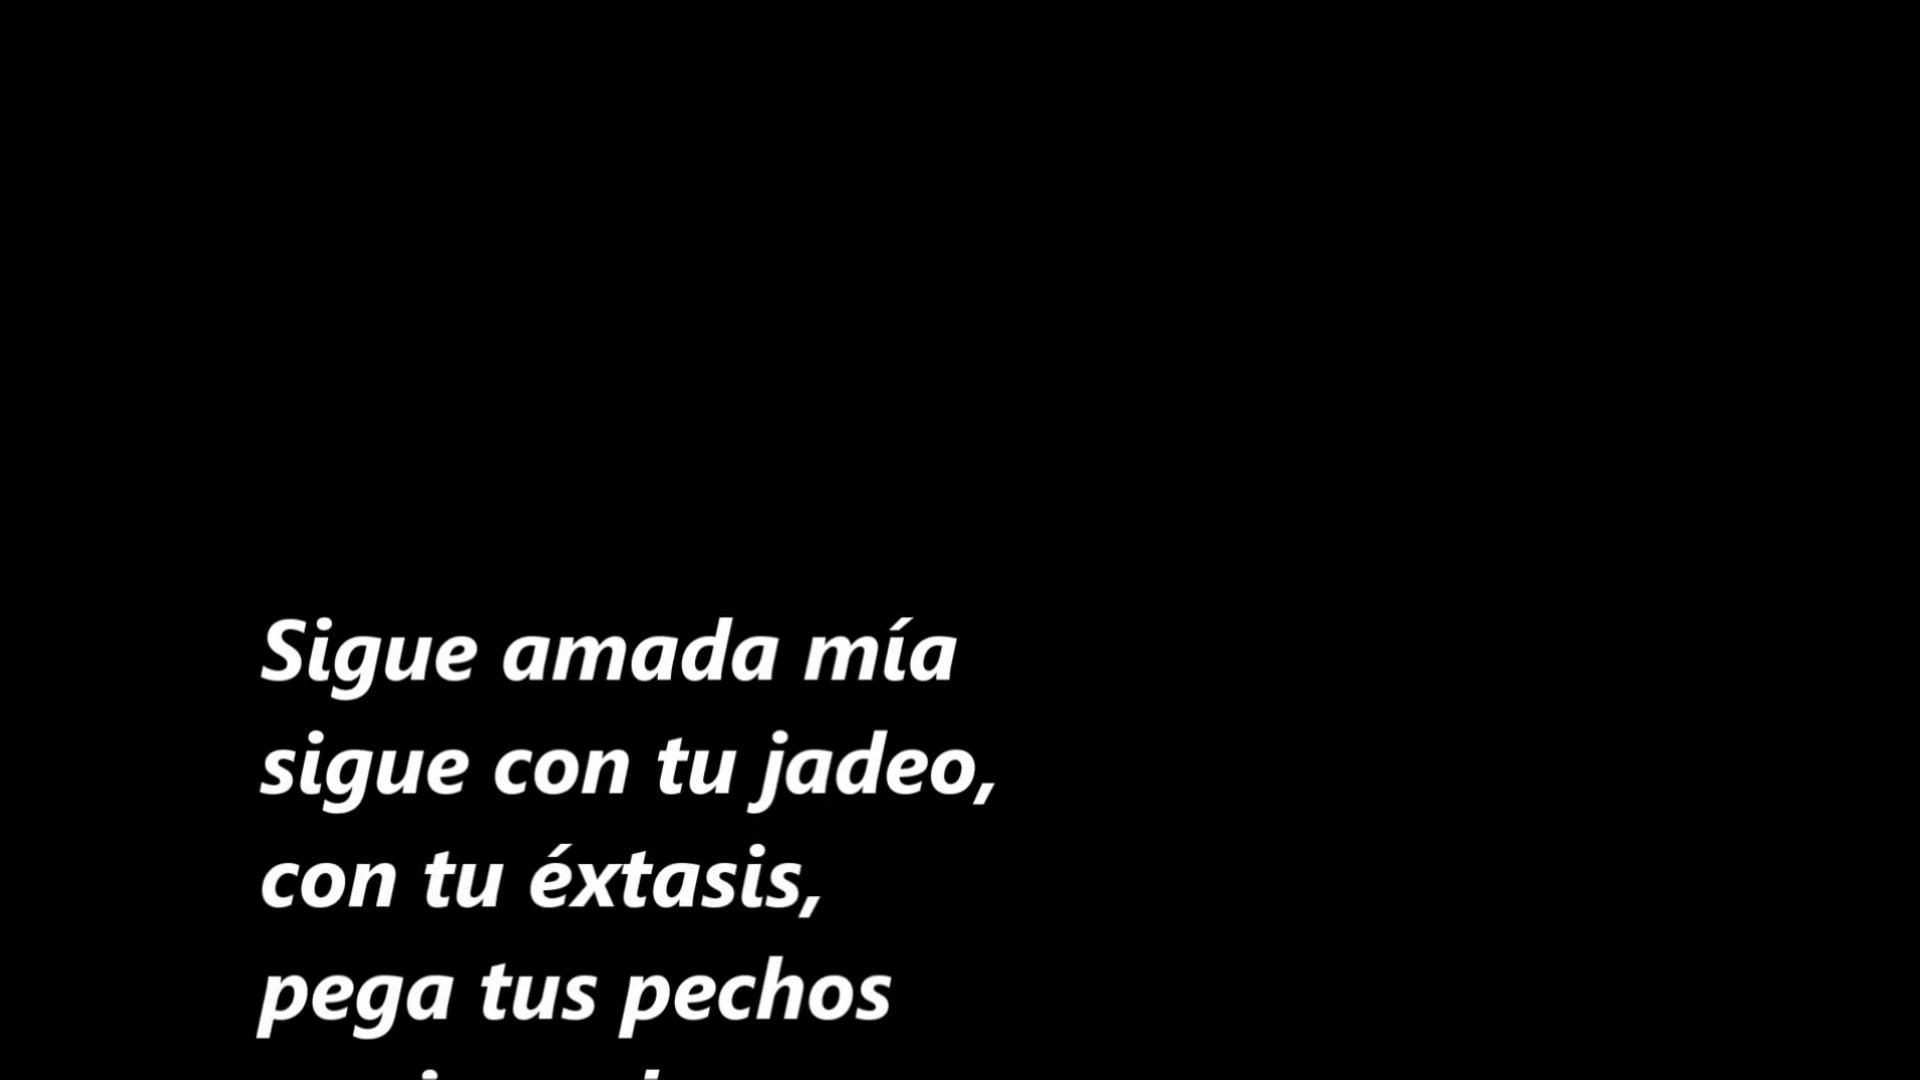 Sigue amada mía
sigue con tu jadeo,
con tu éxtasis,
pega tus pechos